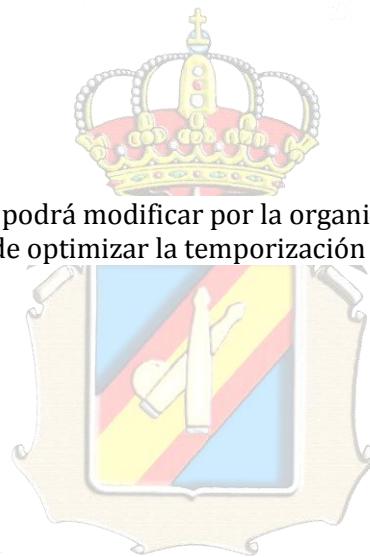 podrá modificar por la organi
de optimizar la temporización